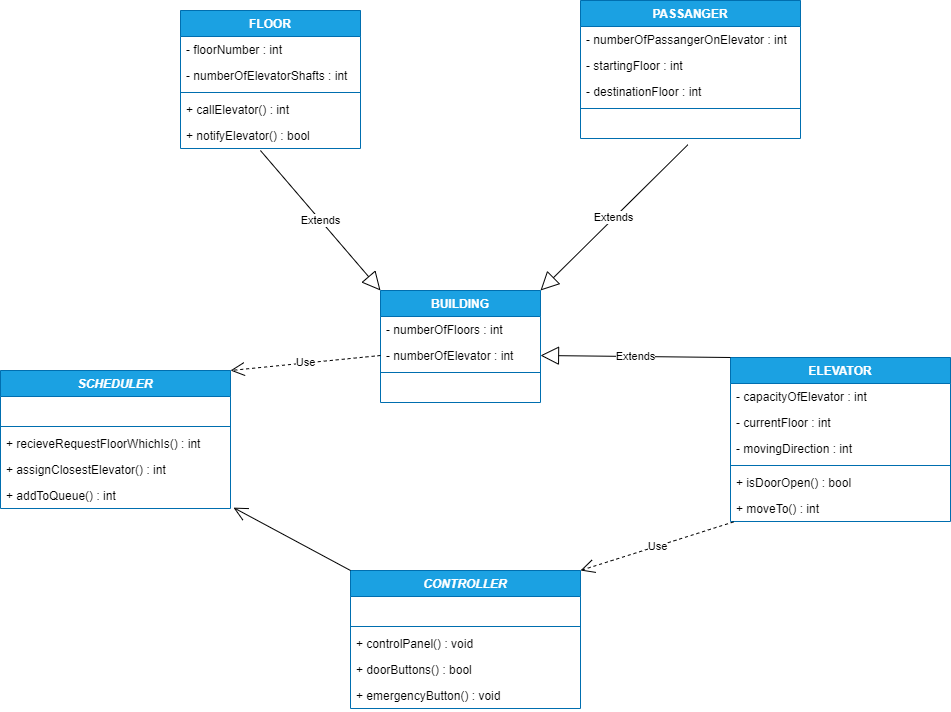 FLOOR
- floorNumber : int
- numberOfElevatorShafts : int
+ callElevator() : int
+ notifyElevator() : bool
PASSANGER
- numberOfPassangerOnElevator : int
- startingFloor : int
- destinationFloor : int
Extends
Extends
BUILDING
- numberOfFloors : int
- numberOfElevator : int
Use
Extends
SCHEDULER
+ recieveRequestFloorWhichIs() : int
+ assignClosestElevator() : int
+ addToQueue() : int
ELEVATOR
- capacityOfElevator : int
- currentFloor : int
- movingDirection : int
+ isDoorOpen() : bool
+ moveTo() : int
Use
CONTROLLER
+ controlPanel() : void
+ doorButtons() : bool
+ emergencyButton() : void